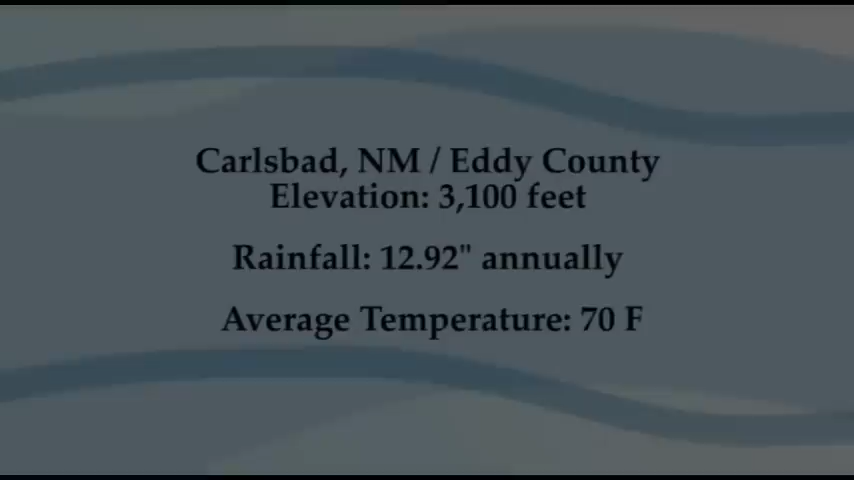 Carlsbad, NM / Eddy County
Elevation: 3,100 feet
Rainfall: 12.92" annually
Average Temperature: 70 F